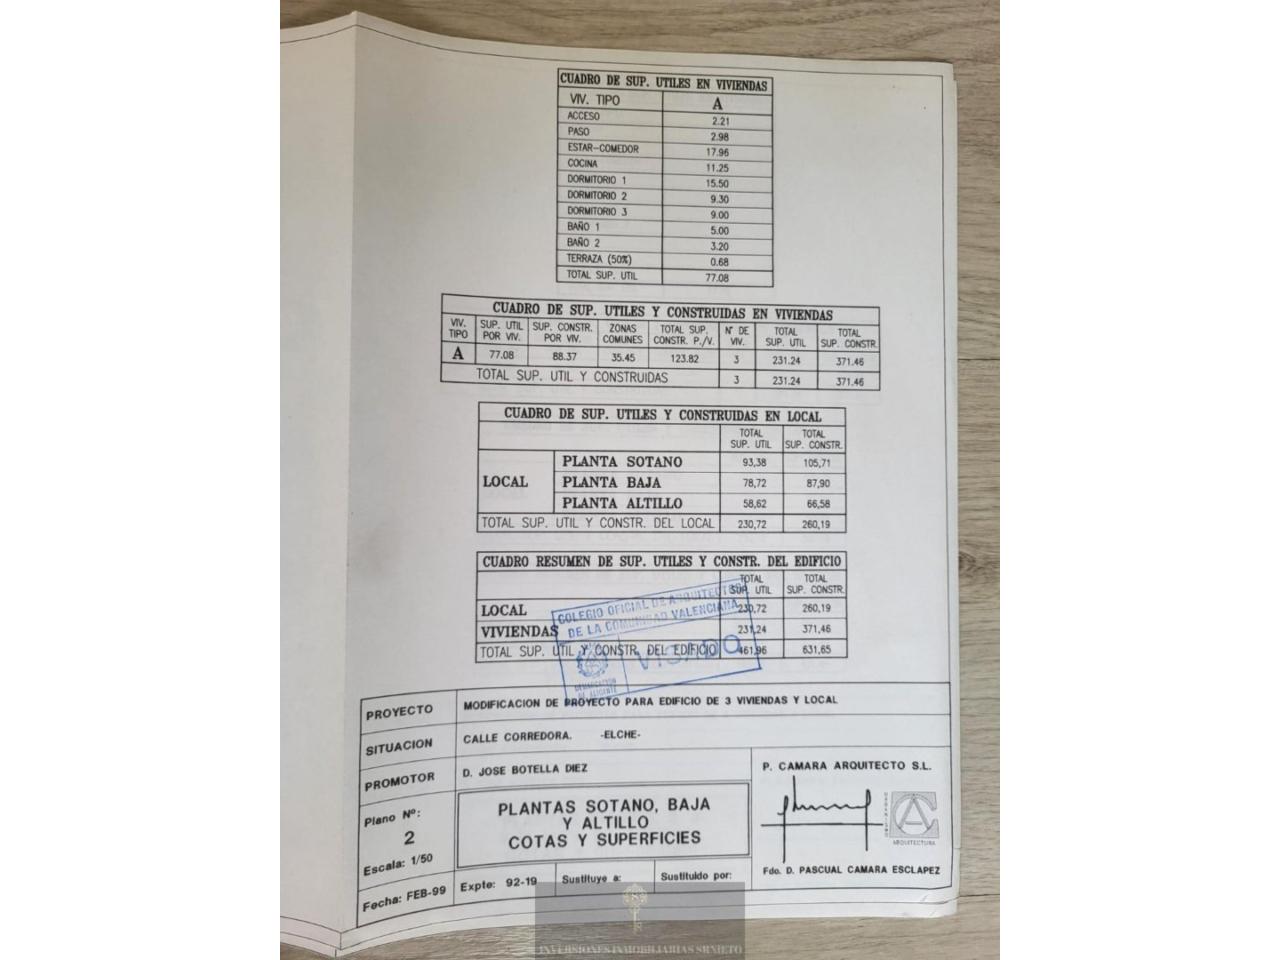 CUADRO DE SUP. UTILES EN VIVIENDAS
VIV. TIPO A
ACCESO 2.21
PASO 2.98
ESTAR-COMEDOR 17.96
COCINA 11.25
DORMITORIO 1 15.50
DORMITORIO 2 9.30
DORMITORIO 3 9.00
BAÑO 1 5.00
BAÑO 2 3.20
TERRAZA (50%) 0.68
TOTAL SUP. UTIL 77.08
CUADRO DE SUP. UTILES Y CONSTRUIDAS EN VIVIENDAS
VIV. TIPO SUP. UTIL POR VIV. SUP. CONSTR. POR VIV. ZONAS COMUNES TOTAL SUP. CONSTR. P./V. Nº DE VIV. TOTAL SUP. UTIL TOTAL SUP. CONSTR.
A 77.08 88.37 35.45 123.82 3 231.24 371.46
TOTAL SUP. UTIL Y CONSTRUIDAS 3 231.24 371.46
CUADRO DE SUP. UTILES Y CONSTRUIDAS EN LOCAL
TOTAL SUP. UTIL TOTAL SUP. CONSTR.
LOCAL
PLANTA SOTANO 93,38 105,71
PLANTA BAJA 78,72 87,90
PLANTA ALTILLO 58,62 66,58
TOTAL SUP. UTIL Y CONSTR. DEL LOCAL 230,72 260,19
CUADRO RESUMEN DE SUP. UTILES Y CONSTR. DEL EDIFICIO
TOTAL SUP. UTIL TOTAL SUP. CONSTR.
LOCAL 230,72 260,19
VIVIENDAS 231,24 371,46
TOTAL SUP. UTIL Y CONSTR. DEL EDIFICIO 461,96 631,65
COLEGIO OFICIAL DE ARQUITECTOS
DE LA COMUNIDAD VALENCIANA
VISADO
DEMARCACION
DE ALICANTE
PROYECTO MODIFICACION DE PROYECTO PARA EDIFICIO DE 3 VIVIENDAS Y LOCAL
SITUACION CALLE CORREDORA. -ELCHE-
PROMOTOR D. JOSE BOTELLA DIEZ
Plano Nº:
2
Escala: 1/50
Fecha: FEB-99
PLANTAS SOTANO, BAJA
Y ALTILLO
COTAS Y SUPERFICIES
Expte: 92-19 Sustituye a: Sustituido por:
P. CAMARA ARQUITECTO S.L.
URBANISMO
ARQUITECTURA
Fdo. D. PASCUAL CAMARA ESCLAPEZ
INVERSIONES INMOBILIARIAS SRNIETO